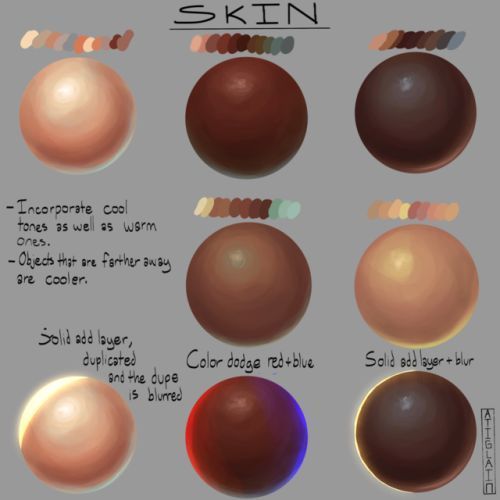 SKIN
- Incorporate cool
tones as well as warm
ones.
- Objects that are farther away
are cooler.
Solid add layer,
duplicated
and the dupe
is blurred
Color dodge red + blue
Solid add layer + blur